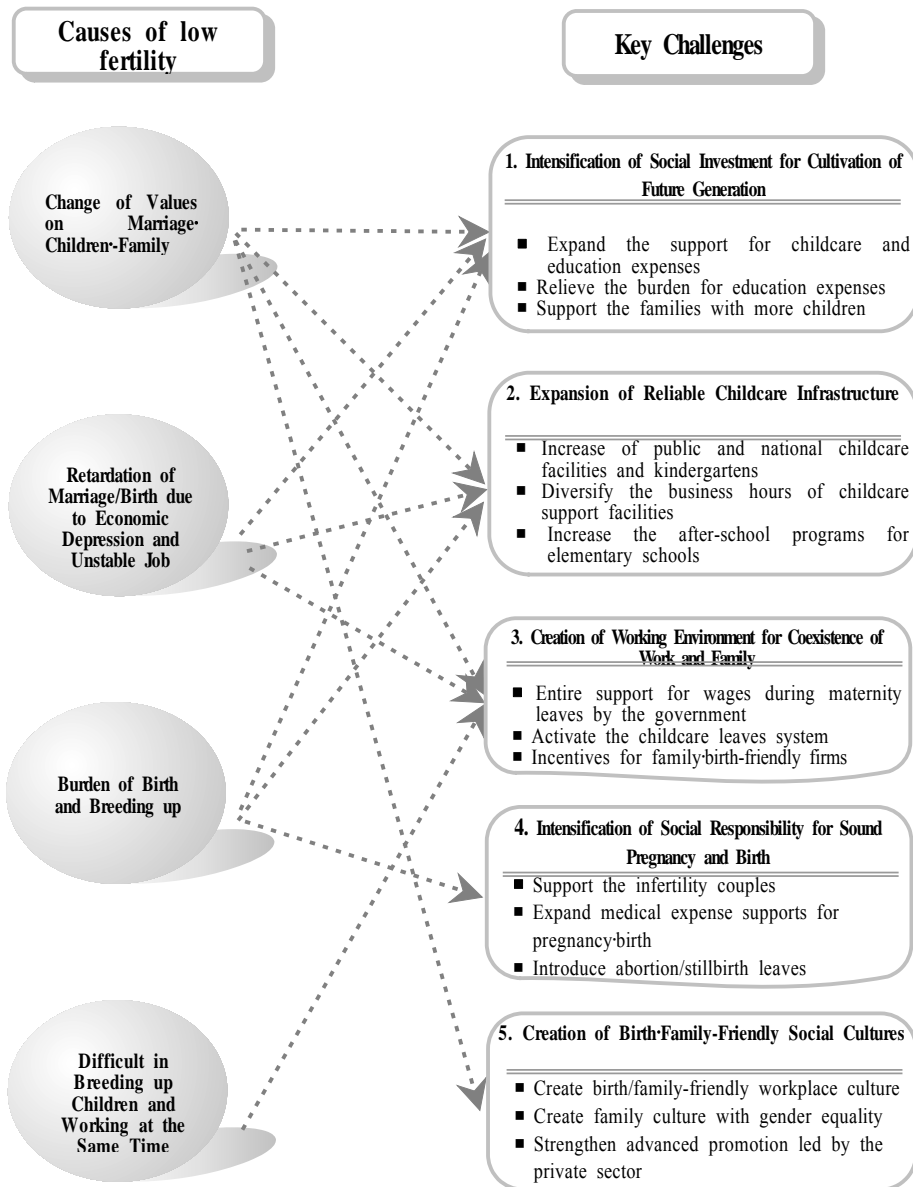 Causes of low
fertility
Key Challenges
Change of Values
on Marriage·
Children·-Family
Retardation of
Marriage/Birth due
to Economic
Depression and
Unstable Job
Burden of Birth
and Breeding up
Difficult in
Breeding up
Children and
Working at the
Same Time
1. Intensification of Social Investment for Cultivation of
Future Generation
■ Expand the support for childcare and
education expenses
■ Relieve the burden for education expenses
■ Support the families with more children
2. Expansion of Reliable Childcare Infrastructure
■ Increase of public and national childcare
facilities and kindergartens
■ Diversify the business hours of childcare
support facilities
■ Increase the after-school programs for
elementary schools
3. Creation of Working Environment for Coexistence of
Work and Family
■ Entire support for wages during maternity
leaves by the government
■ Activate the childcare leaves system
■ Incentives for family·birth-friendly firms
4. Intensification of Social Responsibility for Sound
Pregnancy and Birth
■ Support the infertility couples
■ Expand medical expense supports for
pregnancy·birth
■ Introduce abortion/stillbirth leaves
5. Creation of Birth·Family-Friendly Social Cultures
■ Create birth/family-friendly workplace culture
■ Create family culture with gender equality
■ Strengthen advanced promotion led by the
private sector